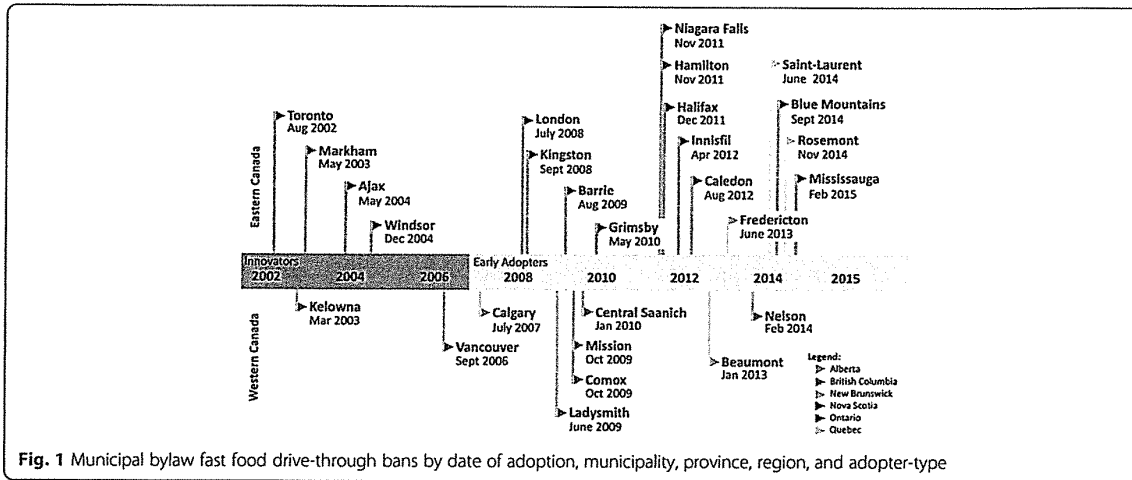 Niagara Falls
Nov 2011
Hamilton
Nov 2011
Saint-Laurent
June 2014
Toronto
Aug 2002
London
July 2008
Halifax
Dec 2011
Blue Mountains
Sept 2014
Markham
May 2003
Kingston
Sept 2008
Innisfil
Apr 2012
Rosemont
Nov 2014
Ajax
May 2004
Barrie
Aug 2009
Caledon
Aug 2012
Mississauga
Feb 2015
Windsor
Dec 2004
Grimsby
May 2010
Fredericton
June 2013
Eastern Canada
Innovators
Early Adopters
2002 2004 2006 2008 2010 2012 2014 2015
Western Canada
Kelowna
Mar 2003
Calgary
July 2007
Central Saanich
Jan 2010
Nelson
Feb 2014
Vancouver
Sept 2006
Mission
Oct 2009
Beaumont
Jan 2013
Comox
Oct 2009
Ladysmith
June 2009
Legend:
Alberta
British Columbia
New Brunswick
Nova Scotia
Ontario
Quebec
Fig. 1 Municipal bylaw fast food drive-through bans by date of adoption, municipality, province, region, and adopter-type